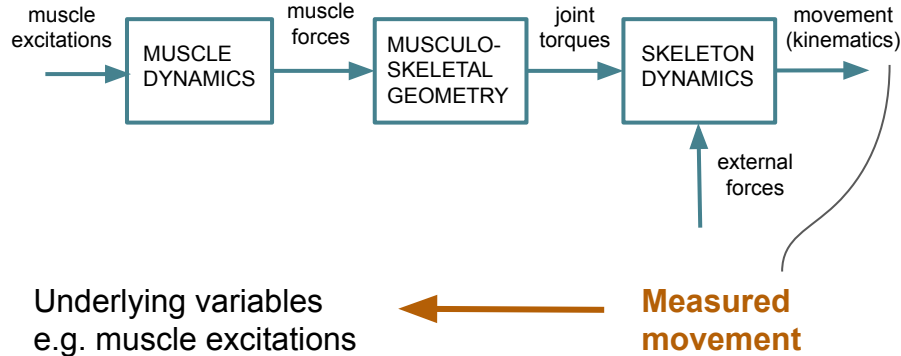 muscle
excitations
MUSCLE
DYNAMICS
muscle
forces
MUSCULO-
SKELETAL
GEOMETRY
joint
torques
SKELETON
DYNAMICS
movement
(kinematics)
external
forces
Underlying variables
e.g. muscle excitations
Measured
movement